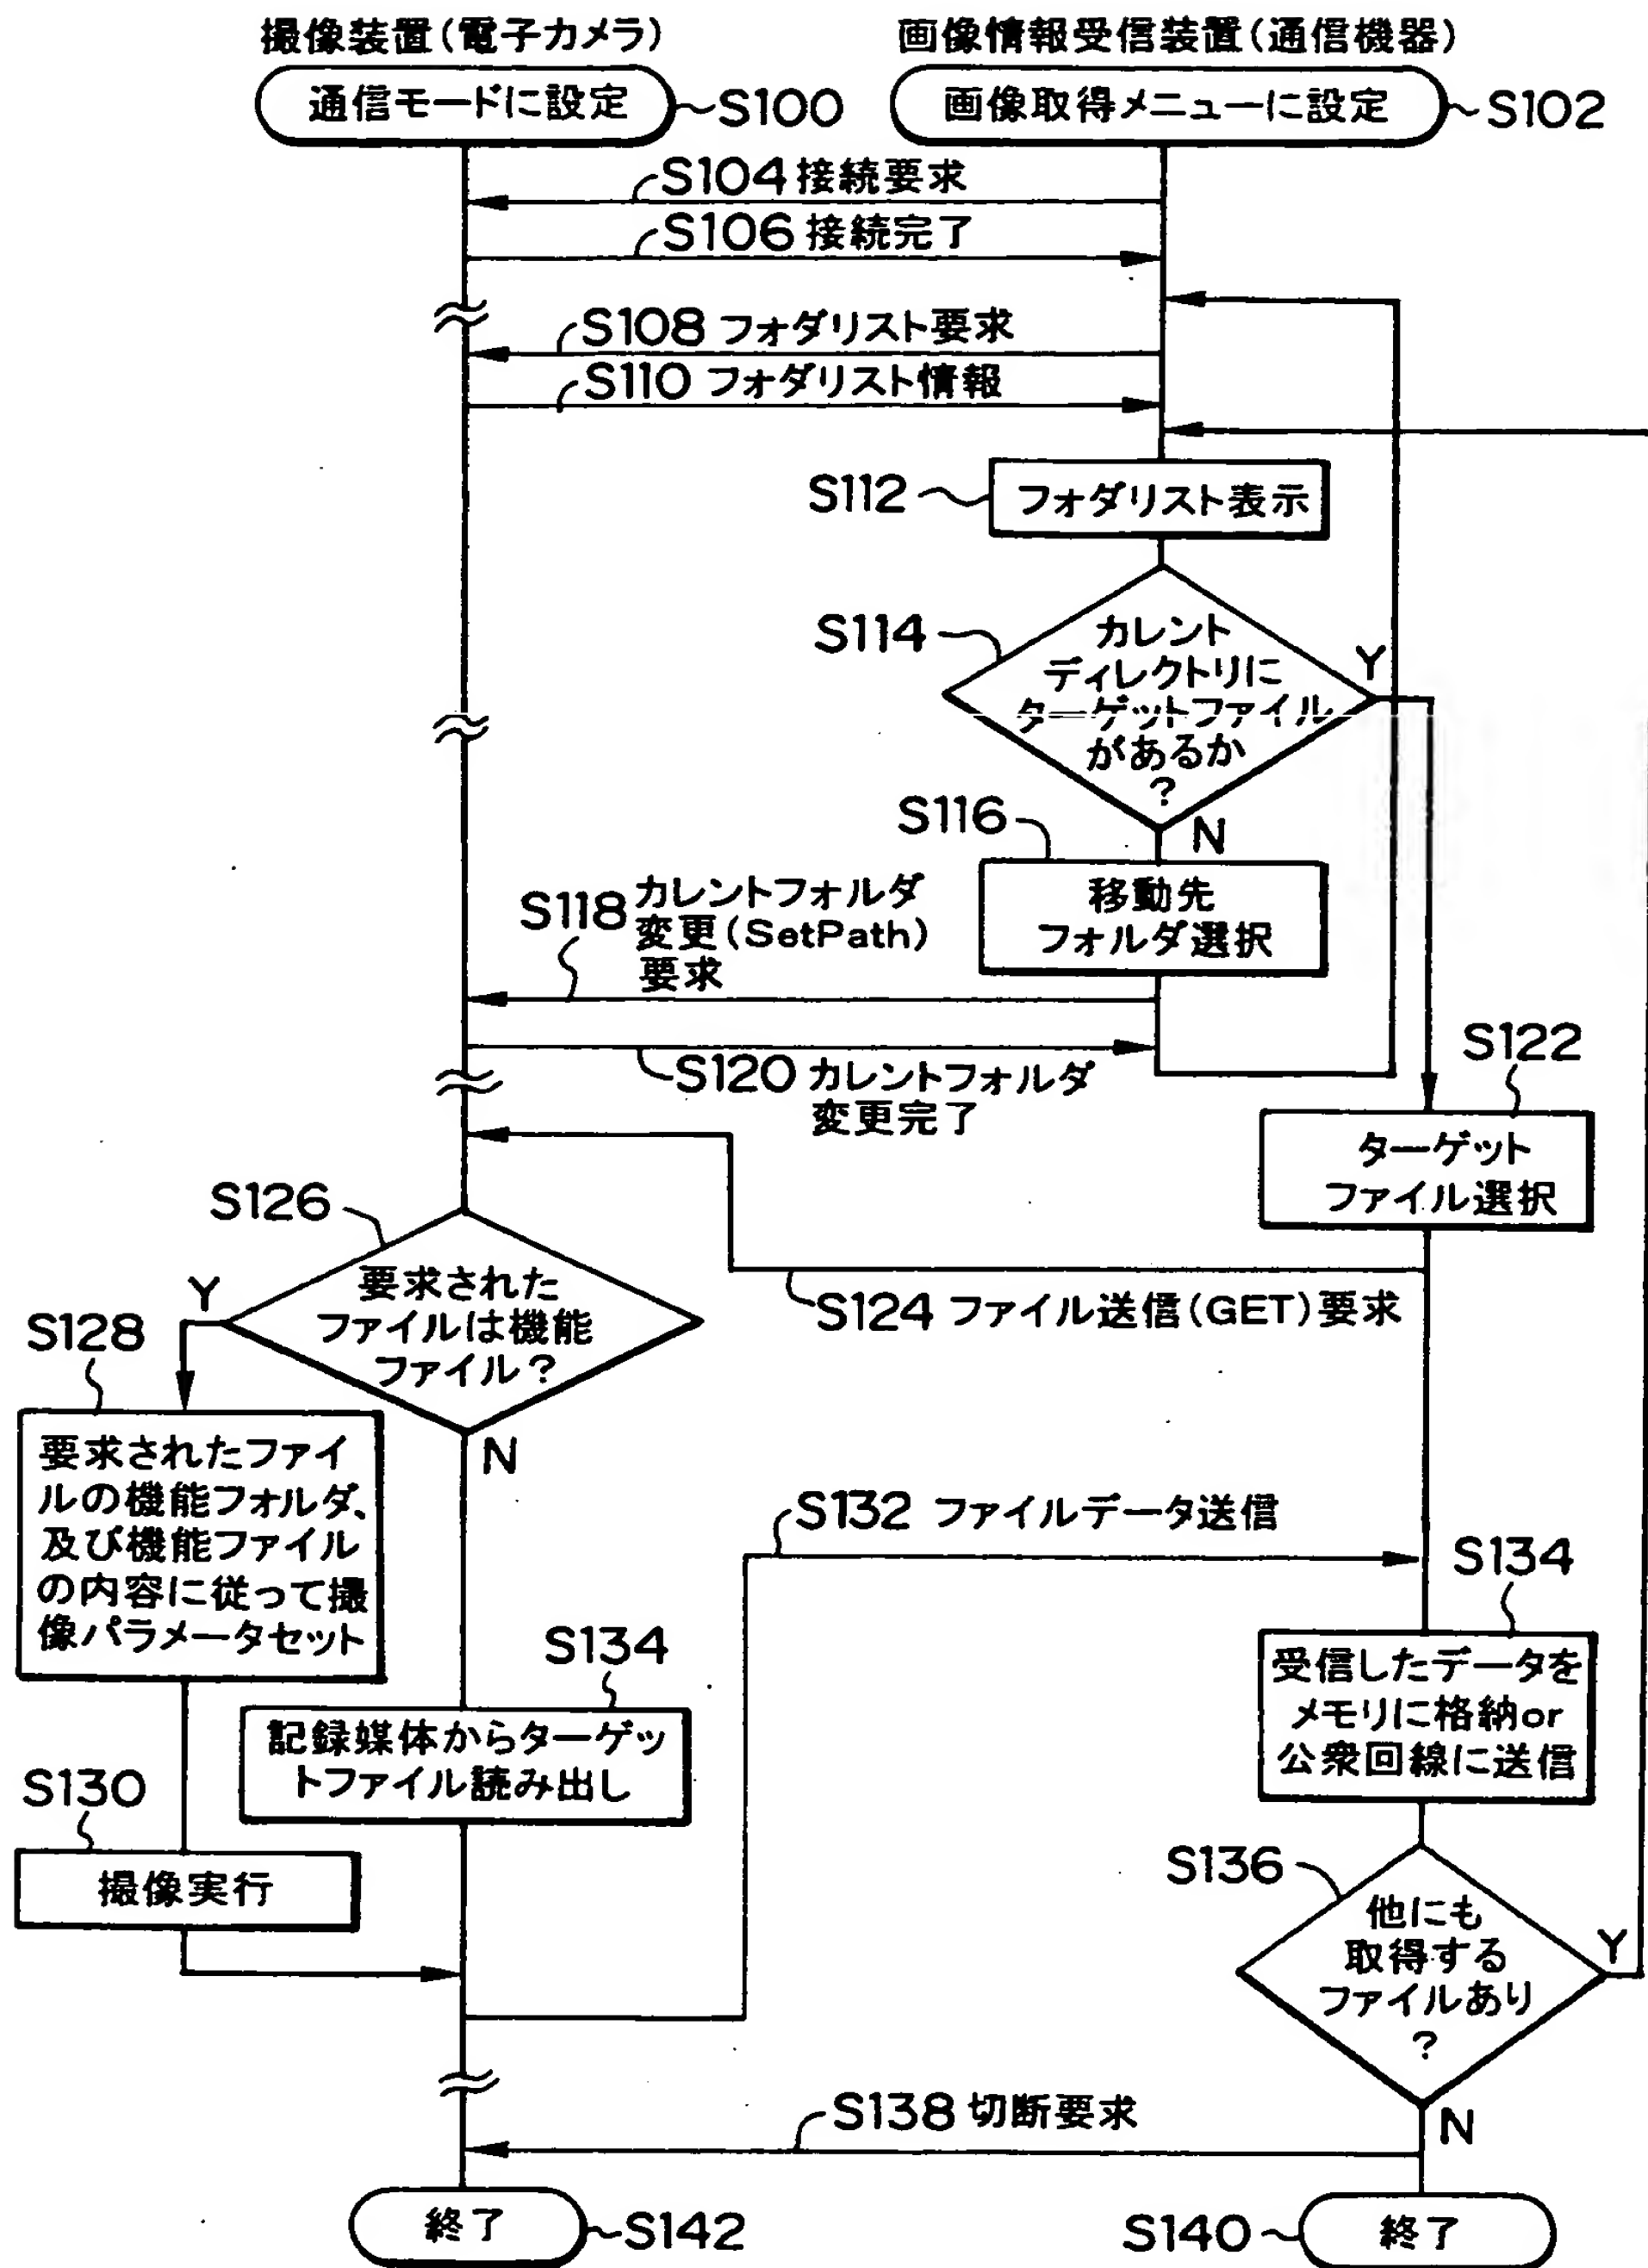 撮像装置(電子カメラ)
画像情報受信装置(通信機器)
通信モードに設定
S100
画像取得メニューに設定
S102
S104 接続要求
S106 接続完了
S108 フォダリスト要求
S110 フォダリスト情報
S112
フォダリスト表示
S114
カレント
ディレクトリに
ターゲットファイル
があるか
?
Y
N
S116
移動先
フォルダ選択
S118 カレントフォルダ
変更(SetPath)
要求
S120 カレントフォルダ
変更完了
S122
ターゲット
ファイル選択
S124 ファイル送信(GET)要求
S126
要求された
ファイルは機能
ファイル?
Y
N
S128
要求されたファイ
ルの機能フォルダ、
及び機能ファイル
の内容に従って撮
像パラメータセット
S130
撮像実行
S134
記録媒体からターゲッ
トファイル読み出し
S132 ファイルデータ送信
S134
受信したデータを
メモリに格納or
公衆回線に送信
S136
他にも
取得する
ファイルあり
?
Y
N
S138 切断要求
終了
S142
S140
終了